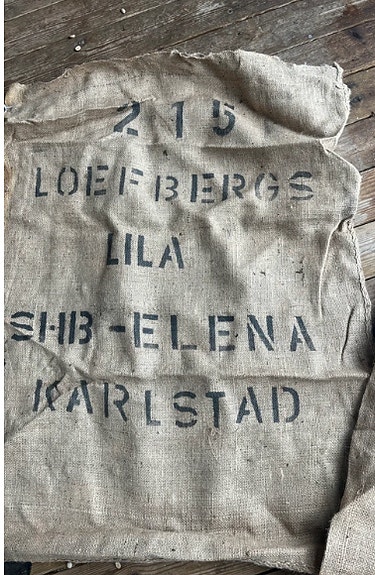 215
LOEFBERGS
LILA
SHB-ELENA
KARLSTAD